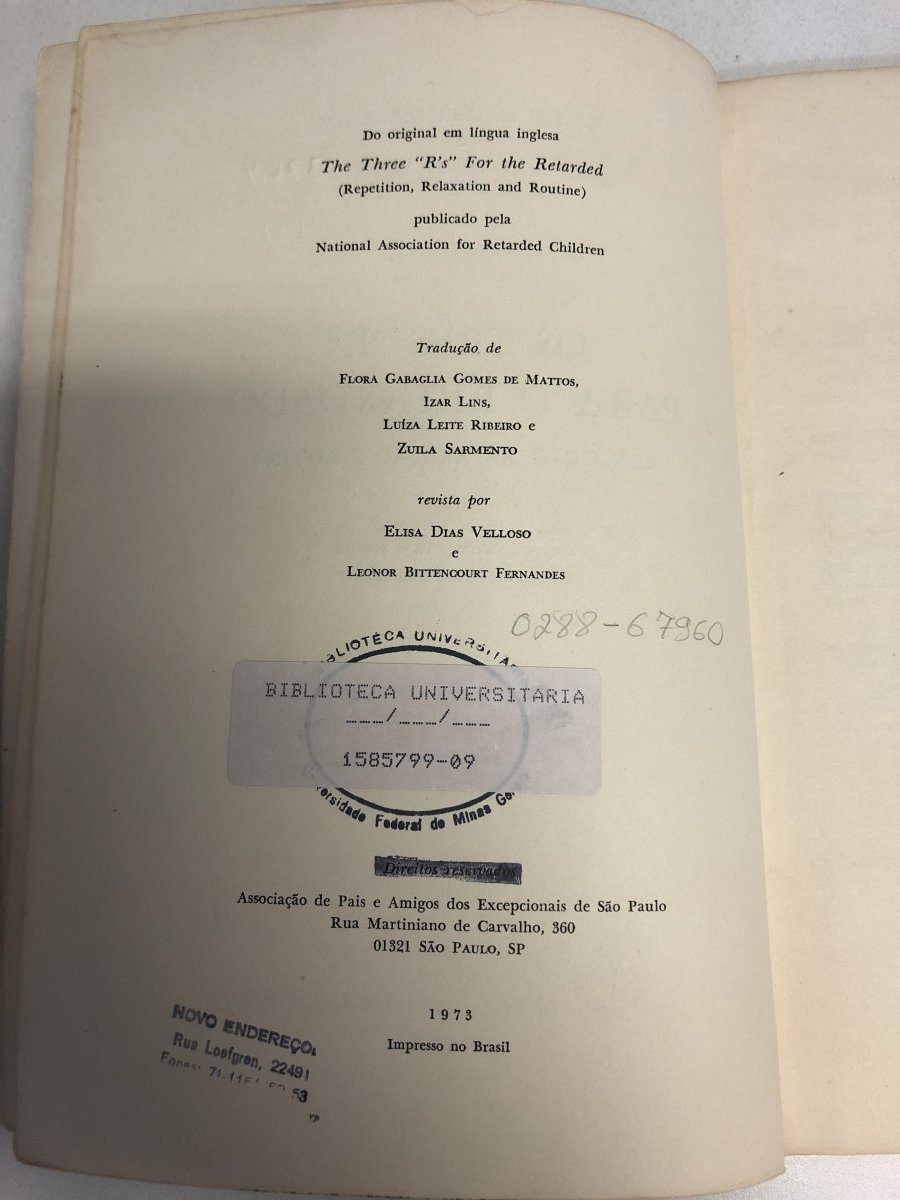 Do original em língua inglesa
The Three "R's" For the Retarded
(Repetition, Relaxation and Routine)
publicado pela
National Association for Retarded Children
Tradução de
FLORA GABAGLIA GOMES DE MATTOS,
IZAR LINS,
LUÍZA LEITE RIBEIRO e
ZUILA SARMENTO
revista por
ELISA DIAS VELLOSO
e
LEONOR BITTENCOURT FERNANDES
0288-67960
BIBLIOTECA UNIVERSITARIA
___/___/___
1585799-09
Federal de Minas
Direitos reservados
Associação de Pais e Amigos dos Excepcionais de São Paulo
Rua Martiniano de Carvalho, 360
01321 SÃO PAULO, SP
1973
Impresso no Brasil
NOVO ENDEREÇO:
Rua Loefgren, 2249